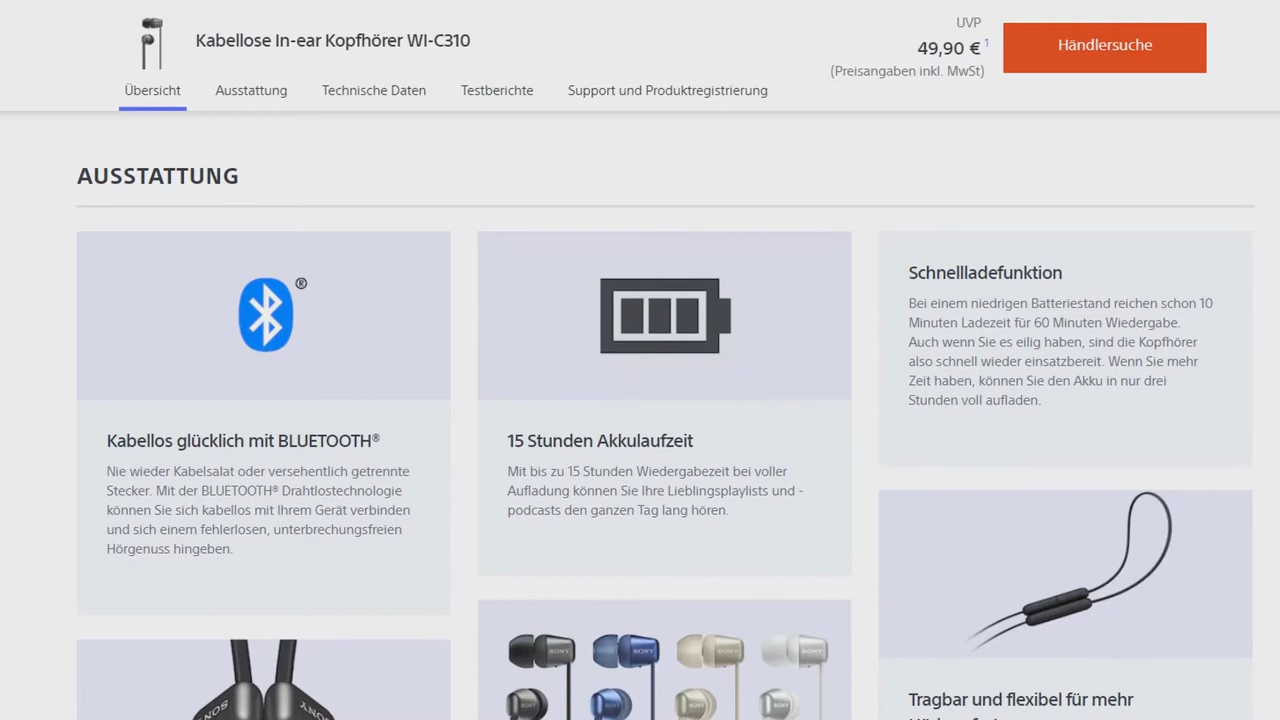 Kabellose In-ear Kopfhörer WI-C310
UVP
49,90 € 1
(Preisangaben inkl. MwSt)
Händlersuche
Übersicht
Ausstattung
Technische Daten
Testberichte
Support und Produktregistrierung
AUSSTATTUNG
®
Kabellos glücklich mit BLUETOOTH®
Nie wieder Kabelsalat oder versehentlich getrennte
Stecker. Mit der BLUETOOTH® Drahtlostechnologie
können Sie sich kabellos mit Ihrem Gerät verbinden
und sich einem fehlerlosen, unterbrechungsfreien
Hörgenuss hingeben.
15 Stunden Akkulaufzeit
Mit bis zu 15 Stunden Wiedergabezeit bei voller
Aufladung können Sie Ihre Lieblingsplaylists und -
podcasts den ganzen Tag lang hören.
Schnellladefunktion
Bei einem niedrigen Batteriestand reichen schon 10
Minuten Ladezeit für 60 Minuten Wiedergabe.
Auch wenn Sie es eilig haben, sind die Kopfhörer
also schnell wieder einsatzbereit. Wenn Sie mehr
Zeit haben, können Sie den Akku in nur drei
Stunden voll aufladen.
SONY SONY
SONY SONY SONY SONY
Tragbar und flexibel für mehr